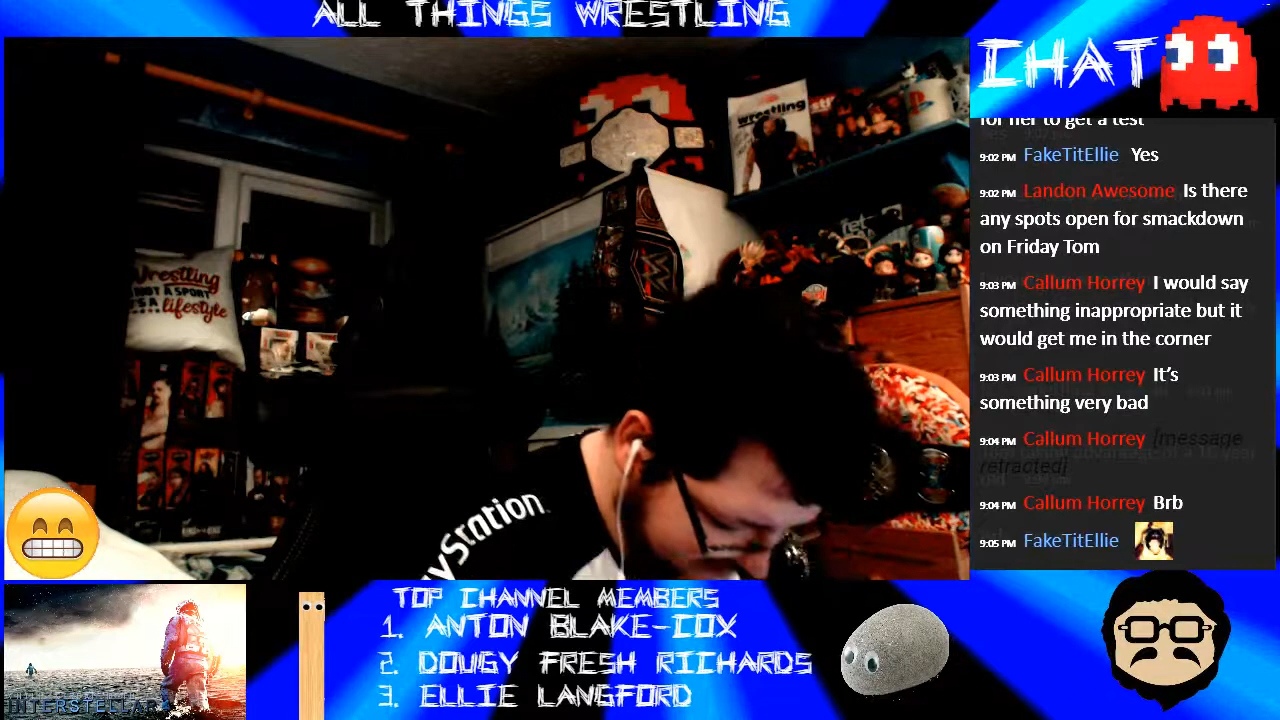 ALL THINGS WRESTLING
CHAT
for her to get a test
9:02 PM FakeTitEllie Yes
9:02 PM Landon Awesome Is there
any spots open for smackdown
on Friday Tom
9:03 PM Callum Horrey I would say
something inappropriate but it
would get me in the corner
9:03 PM Callum Horrey It's
something very bad
9:04 PM Callum Horrey [message
retracted]
9:04 PM Callum Horrey Brb
9:05 PM FakeTitEllie
wrestling
Wrestling
NOT A SPORT
IT'S A lifestyle
yStation
TOP CHANNEL MEMBERS
1. ANTON BLAKE-COX
2. DOUGY FRESH RICHARDS
3. ELLIE LANGFORD
INTERSTELLAR